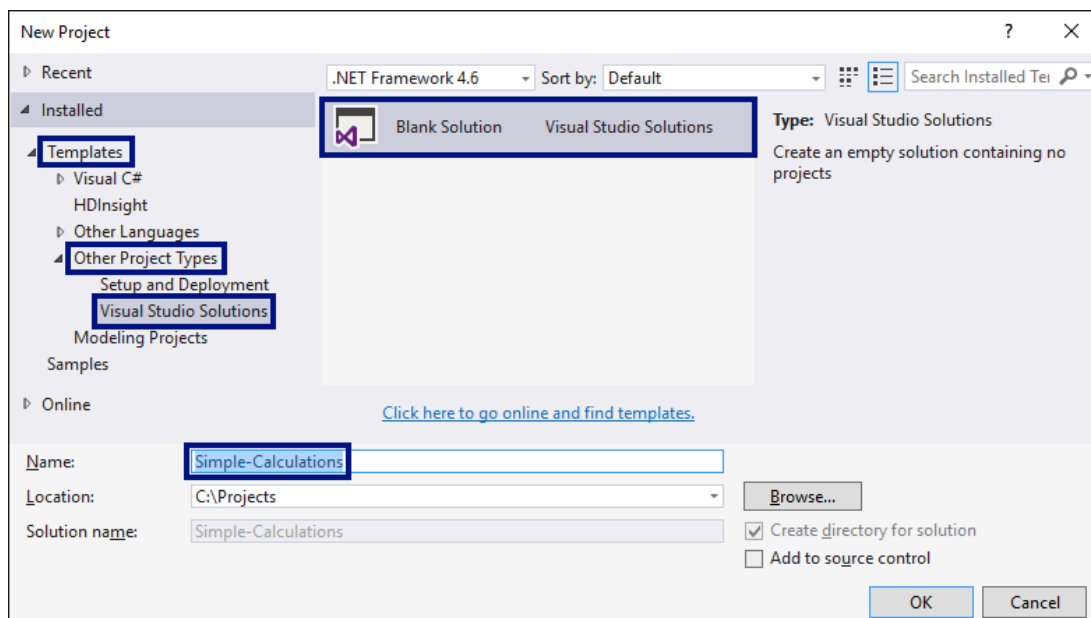 New Project
?
Recent
Installed
Templates
Visual C#
HDInsight
Other Languages
Other Project Types
Setup and Deployment
Visual Studio Solutions
Modeling Projects
Samples
Online
.NET Framework 4.6 Sort by: Default Search Installed Te
Blank Solution Visual Studio Solutions
Type: Visual Studio Solutions
Create an empty solution containing no
projects
Click here to go online and find templates.
Name: Simple-Calculations
Location: C:\Projects Browse...
Solution name: Simple-Calculations
Create directory for solution
Add to source control
OK Cancel